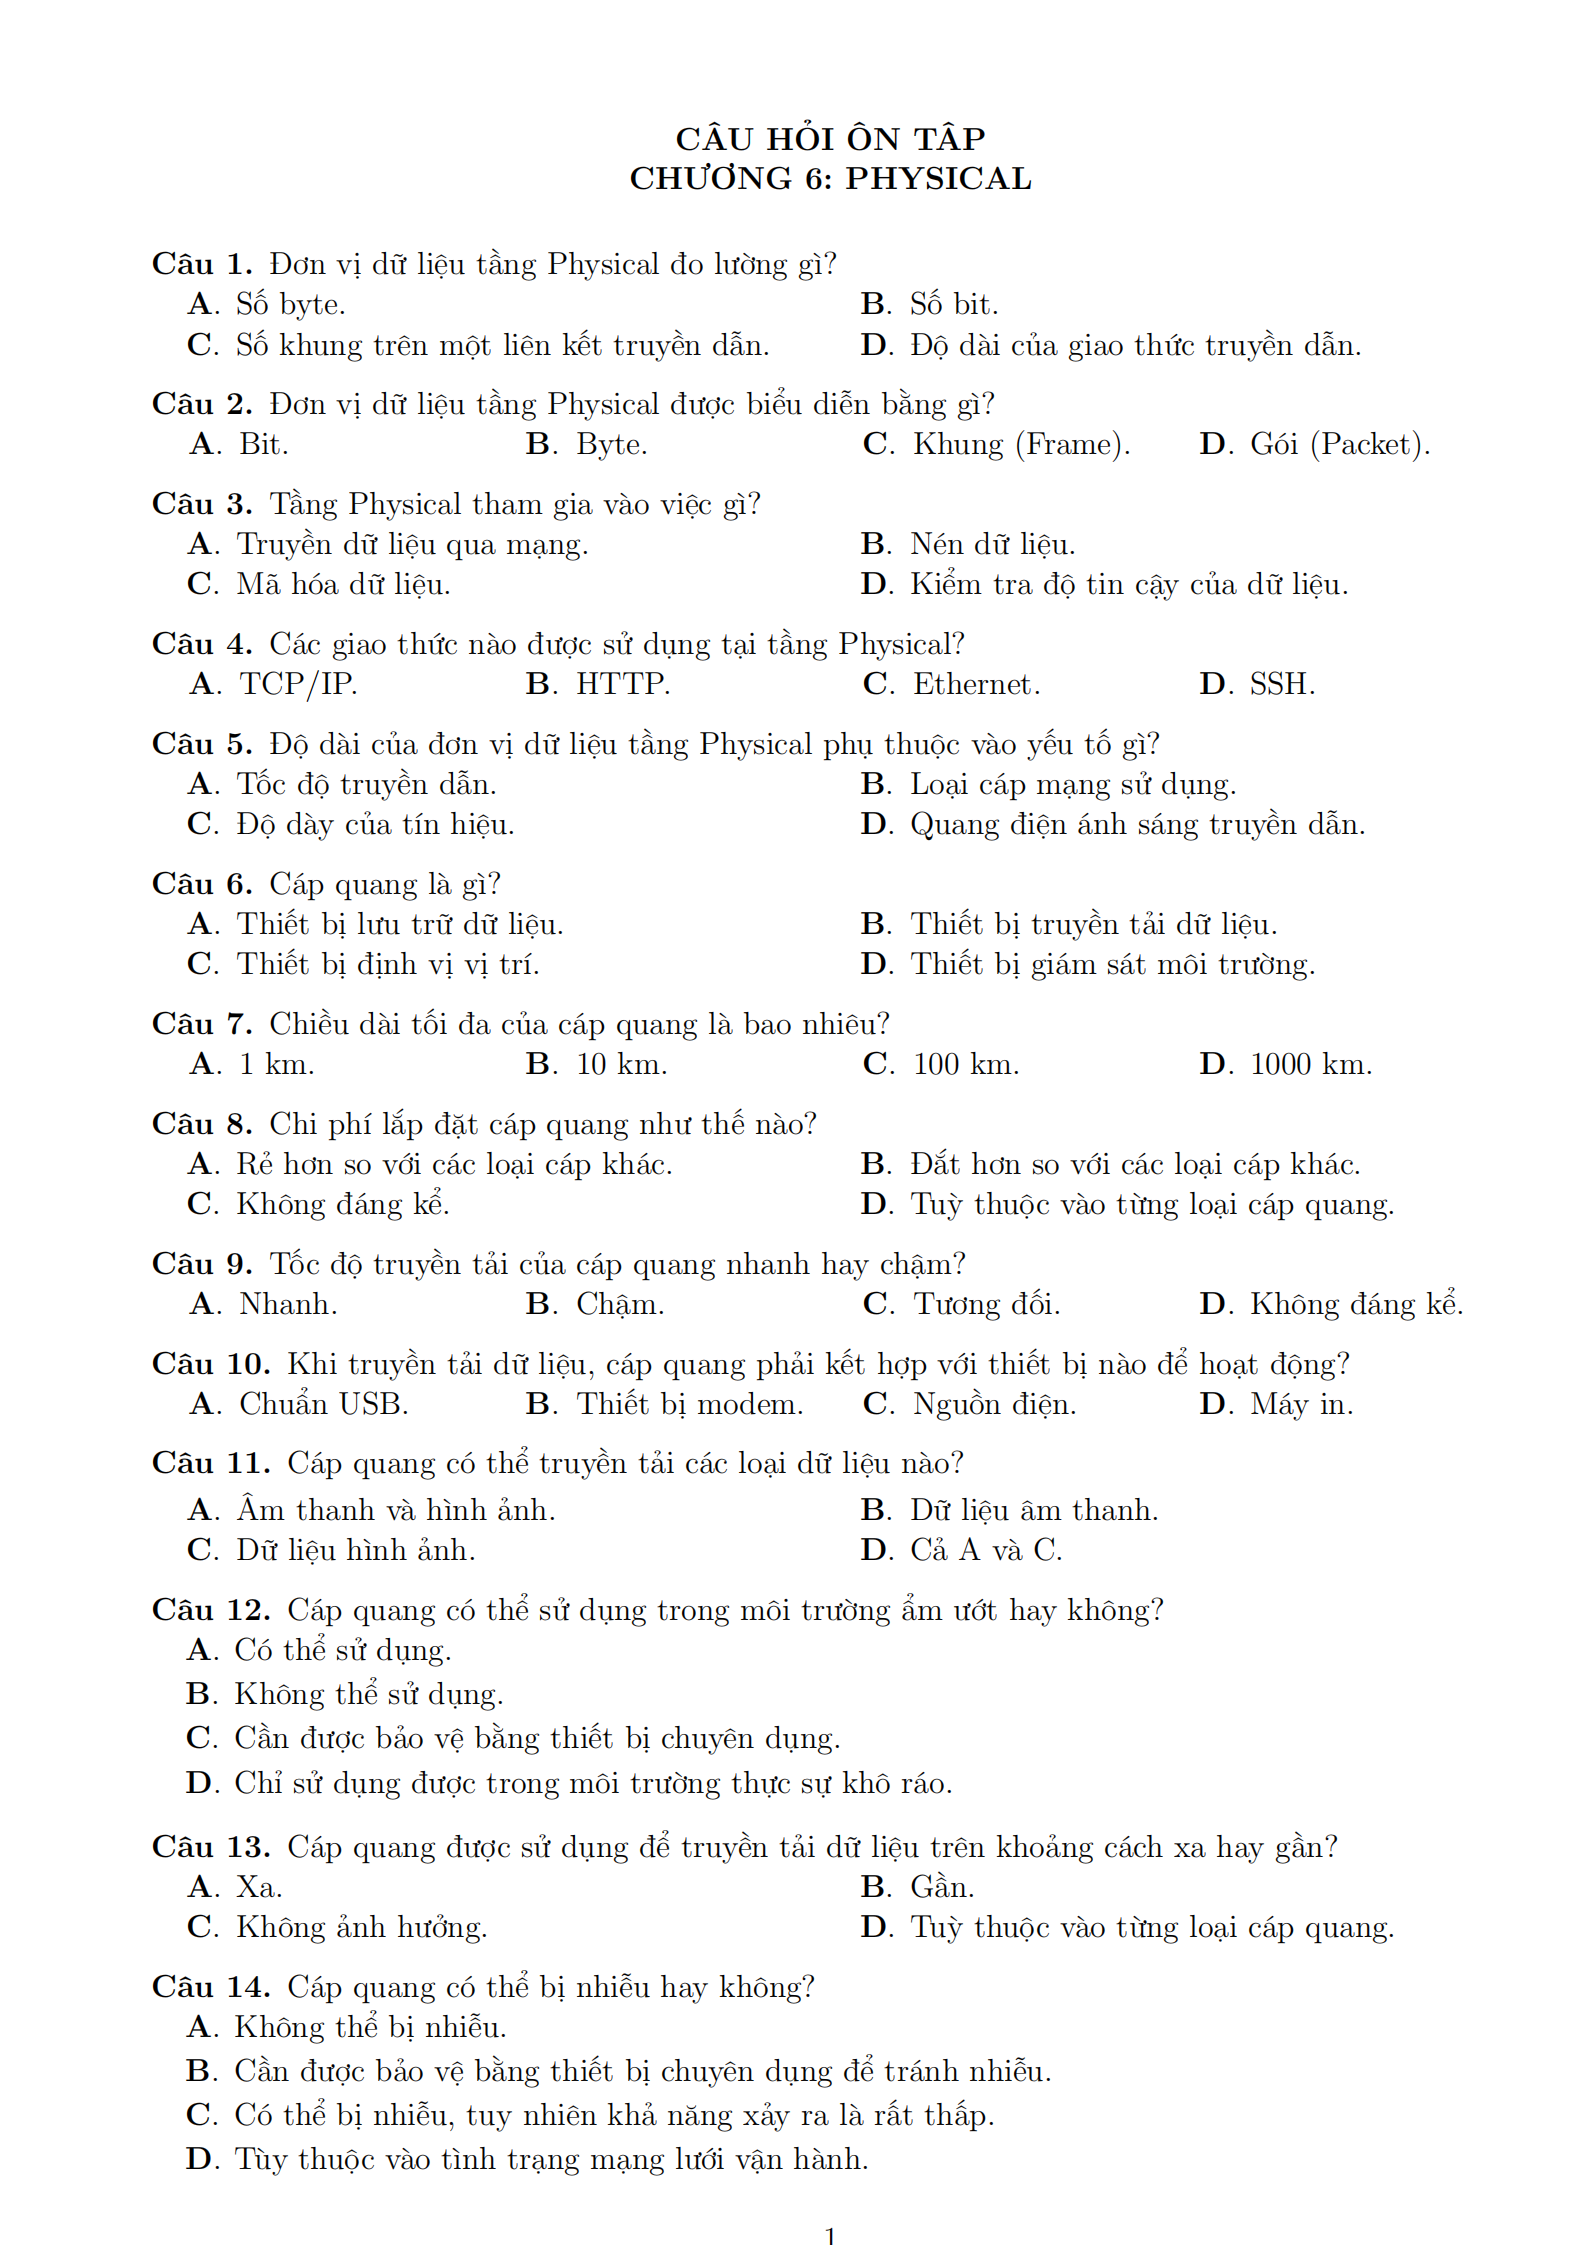 CÂU HỎI ÔN TẬP
CHƯƠNG 6: PHYSICAL
Câu 1. Đơn vị dữ liệu tầng Physical đo lường gì?
A. Số byte. B. Số bit.
C. Số khung trên một liên kết truyền dẫn. D. Độ dài của giao thức truyền dẫn.
Câu 2. Đơn vị dữ liệu tầng Physical được biểu diễn bằng gì?
A. Bit. B. Byte. C. Khung (Frame). D. Gói (Packet).
Câu 3. Tầng Physical tham gia vào việc gì?
A. Truyền dữ liệu qua mạng. B. Nén dữ liệu.
C. Mã hóa dữ liệu. D. Kiểm tra độ tin cậy của dữ liệu.
Câu 4. Các giao thức nào được sử dụng tại tầng Physical?
A. TCP/IP. B. HTTP. C. Ethernet. D. SSH.
Câu 5. Độ dài của đơn vị dữ liệu tầng Physical phụ thuộc vào yếu tố gì?
A. Tốc độ truyền dẫn. B. Loại cáp mạng sử dụng.
C. Độ dày của tín hiệu. D. Quang điện ánh sáng truyền dẫn.
Câu 6. Cáp quang là gì?
A. Thiết bị lưu trữ dữ liệu. B. Thiết bị truyền tải dữ liệu.
C. Thiết bị định vị vị trí. D. Thiết bị giám sát môi trường.
Câu 7. Chiều dài tối đa của cáp quang là bao nhiêu?
A. 1 km. B. 10 km. C. 100 km. D. 1000 km.
Câu 8. Chi phí lắp đặt cáp quang như thế nào?
A. Rẻ hơn so với các loại cáp khác. B. Đắt hơn so với các loại cáp khác.
C. Không đáng kể. D. Tuỳ thuộc vào từng loại cáp quang.
Câu 9. Tốc độ truyền tải của cáp quang nhanh hay chậm?
A. Nhanh. B. Chậm. C. Tương đối. D. Không đáng kể.
Câu 10. Khi truyền tải dữ liệu, cáp quang phải kết hợp với thiết bị nào để hoạt động?
A. Chuẩn USB. B. Thiết bị modem. C. Nguồn điện. D. Máy in.
Câu 11. Cáp quang có thể truyền tải các loại dữ liệu nào?
A. Âm thanh và hình ảnh. B. Dữ liệu âm thanh.
C. Dữ liệu hình ảnh. D. Cả A và C.
Câu 12. Cáp quang có thể sử dụng trong môi trường ẩm ướt hay không?
A. Có thể sử dụng.
B. Không thể sử dụng.
C. Cần được bảo vệ bằng thiết bị chuyên dụng.
D. Chỉ sử dụng được trong môi trường thực sự khô ráo.
Câu 13. Cáp quang được sử dụng để truyền tải dữ liệu trên khoảng cách xa hay gần?
A. Xa. B. Gần.
C. Không ảnh hưởng. D. Tuỳ thuộc vào từng loại cáp quang.
Câu 14. Cáp quang có thể bị nhiễu hay không?
A. Không thể bị nhiễu.
B. Cần được bảo vệ bằng thiết bị chuyên dụng để tránh nhiễu.
C. Có thể bị nhiễu, tuy nhiên khả năng xảy ra là rất thấp.
D. Tùy thuộc vào tình trạng mạng lưới vận hành.
1